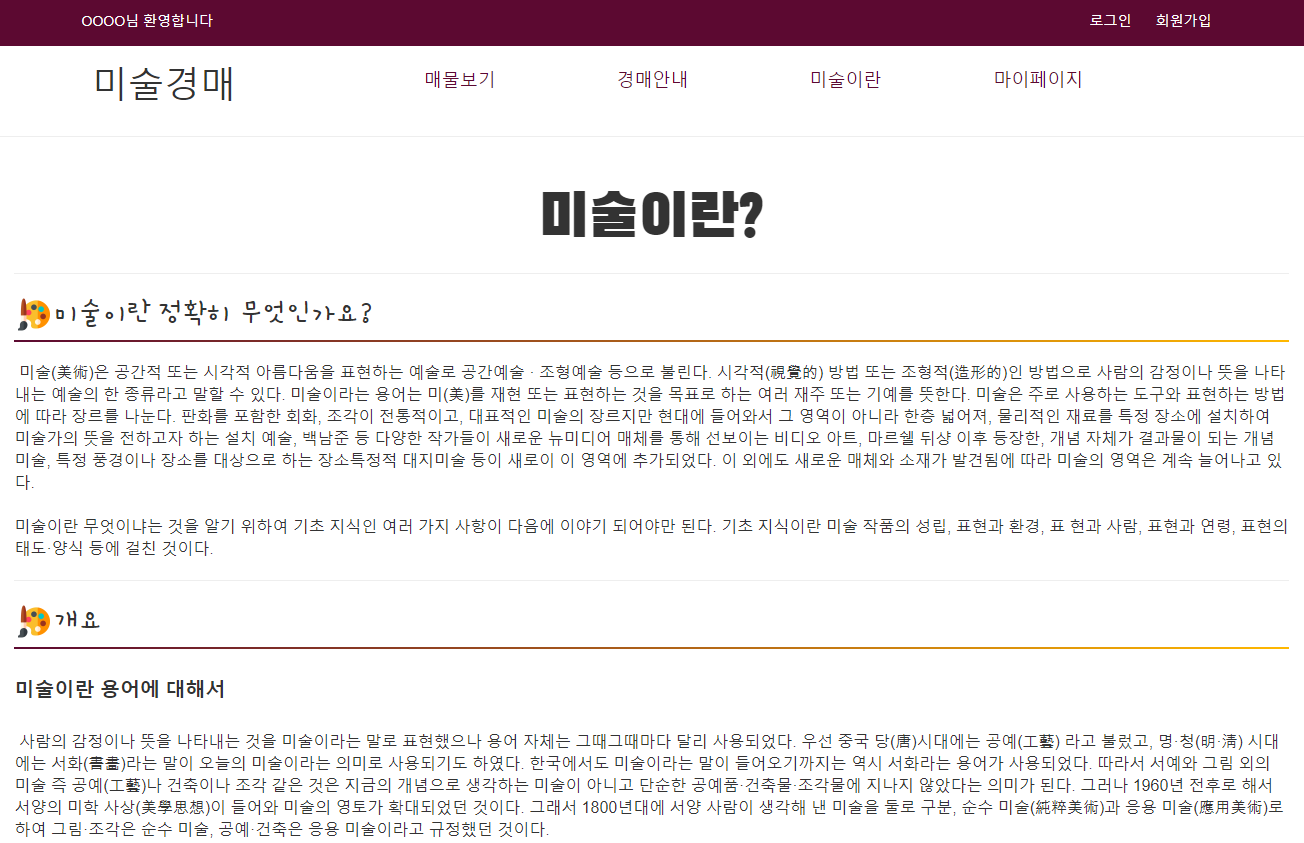 OOOO님 환영합니다
로그인 회원가입
미술경매
매물보기 경매안내 미술이란 마이페이지
미술이란?
미술이란 정확히 무엇인가요?
미술(美術)은 공간적 또는 시각적 아름다움을 표현하는 예술로 공간예술 · 조형예술 등으로 불린다. 시각적(視覺的) 방법 또는 조형적(造形的)인 방법으로 사람의 감정이나 뜻을 나타
내는 예술의 한 종류라고 말할 수 있다. 미술이라는 용어는 미(美)를 재현 또는 표현하는 것을 목표로 하는 여러 재주 또는 기예를 뜻한다. 미술은 주로 사용하는 도구와 표현하는 방법
에 따라 장르를 나눈다. 판화를 포함한 회화, 조각이 전통적이고, 대표적인 미술의 장르지만 현대에 들어와서 그 영역이 아니라 한층 넓어져, 물리적인 재료를 특정 장소에 설치하여
미술가의 뜻을 전하고자 하는 설치 예술, 백남준 등 다양한 작가들이 새로운 뉴미디어 매체를 통해 선보이는 비디오 아트, 마르쉘 뒤샹 이후 등장한, 개념 자체가 결과물이 되는 개념
미술, 특정 풍경이나 장소를 대상으로 하는 장소특정적 대지미술 등이 새로이 이 영역에 추가되었다. 이 외에도 새로운 매체와 소재가 발견됨에 따라 미술의 영역은 계속 늘어나고 있
다.
미술이란 무엇이냐는 것을 알기 위하여 기초 지식인 여러 가지 사항이 다음에 이야기 되어야만 된다. 기초 지식이란 미술 작품의 성립, 표현과 환경, 표 현과 사람, 표현과 연령, 표현의
태도·양식 등에 걸친 것이다.
개요
미술이란 용어에 대해서
사람의 감정이나 뜻을 나타내는 것을 미술이라는 말로 표현했으나 용어 자체는 그때그때마다 달리 사용되었다. 우선 중국 당(唐)시대에는 공예(工藝) 라고 불렀고, 명·청(明·淸) 시대
에는 서화(書畫)라는 말이 오늘의 미술이라는 의미로 사용되기도 하였다. 한국에서도 미술이라는 말이 들어오기까지는 역시 서화라는 용어가 사용되었다. 따라서 서예와 그림 외의
미술 즉 공예(工藝)나 건축이나 조각 같은 것은 지금의 개념으로 생각하는 미술이 아니고 단순한 공예품·건축물·조각물에 지나지 않았다는 의미가 된다. 그러나 1960년 전후로 해서
서양의 미학 사상(美學思想)이 들어와 미술의 영토가 확대되었던 것이다. 그래서 1800년대에 서양 사람이 생각해 낸 미술을 둘로 구분, 순수 미술(純粹美術)과 응용 미술(應用美術)로
하여 그림·조각은 순수 미술, 공예·건축은 응용 미술이라고 규정했던 것이다.